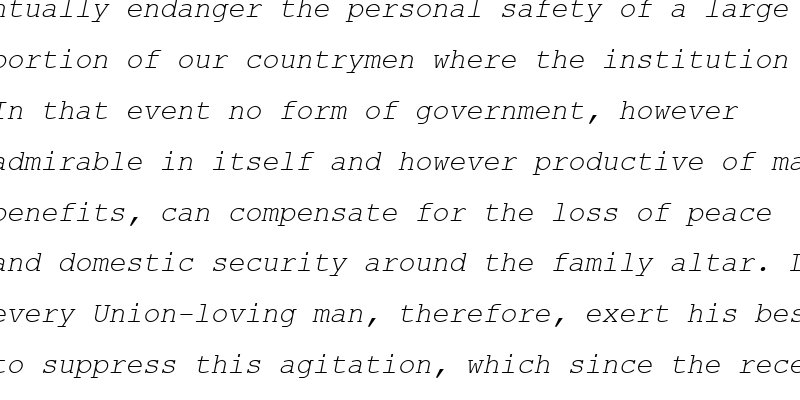 ntually endanger the personal safety of a large
portion of our countrymen where the institution
In that event no form of government, however
admirable in itself and however productive of ma
benefits, can compensate for the loss of peace
and domestic security around the family altar.
every Union-loving man, therefore, exert his bes
to suppress this agitation, which since the rece